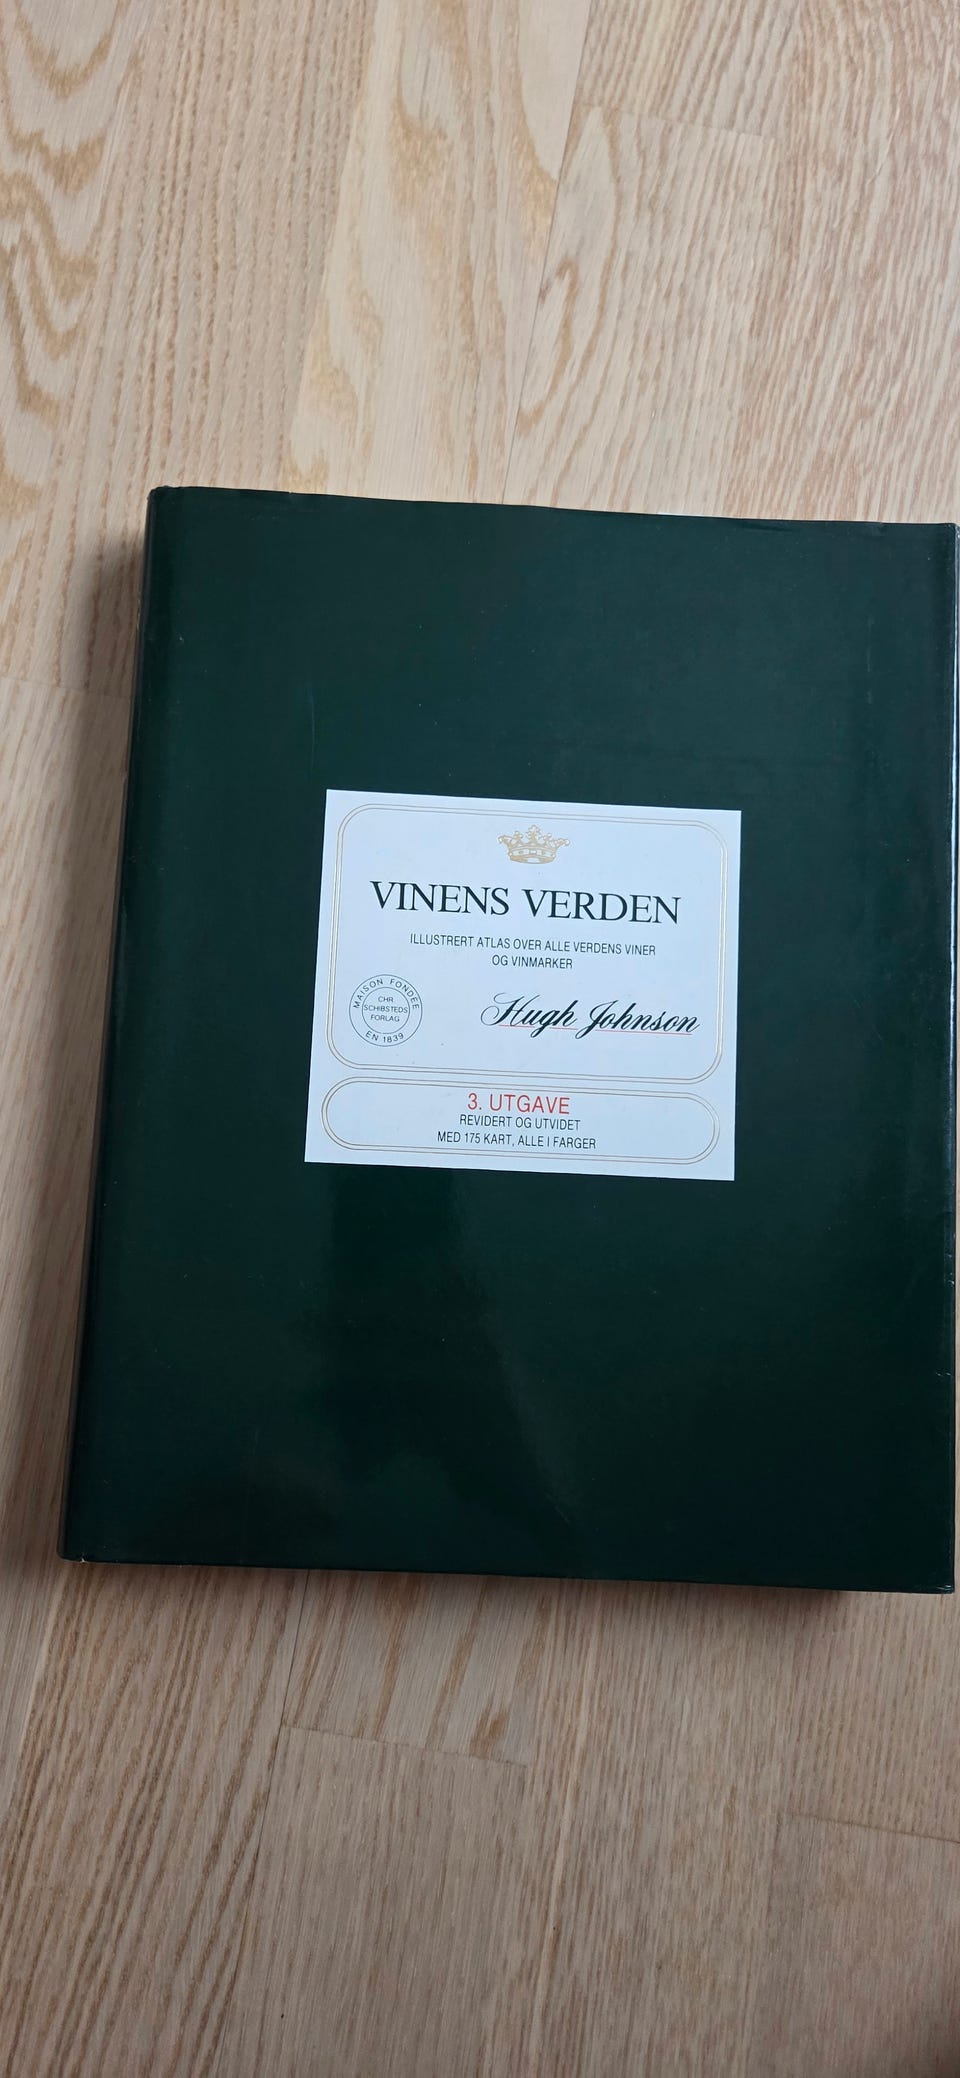 VINENS VERDEN
ILLUSTRERT ATLAS OVER ALLE VERDENS VINER
OG VINMARKER
MAISON FONDÉE
CHR
SCHIBSTEDS
FORLAG
EN 1839
Hugh Johnson
3. UTGAVE
REVIDERT OG UTVIDET
MED 175 KART, ALLE I FARGER